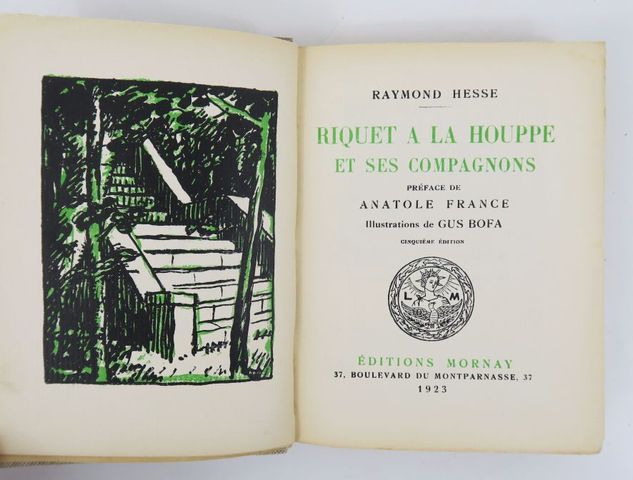 RAYMOND HESSE
RIQUET A LA HOUPPE
ET SES COMPAGNONS
PRÉFACE DE
ANATOLE FRANCE
Illustrations de GUS BOFA
CINQUIÈME ÉDITION
L M
ÉDITIONS MORNAY
37, BOULEVARD DU MONTPARNASSE, 37
1923